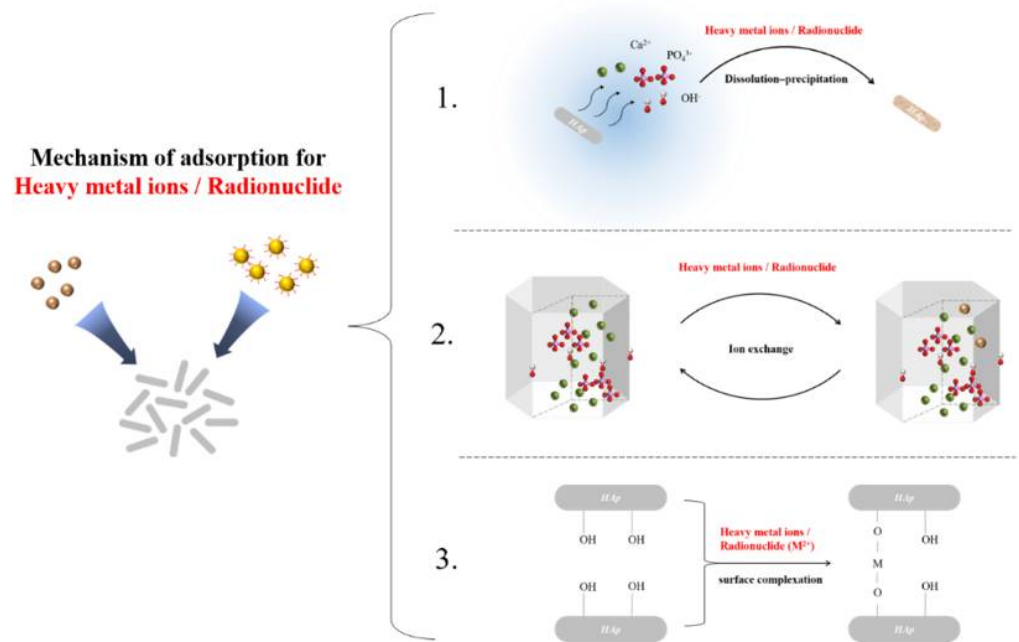 Mechanism of adsorption for
Heavy metal ions / Radionuclide
1.
Ca²⁺
PO₄³⁻
OH⁻
HAp
Heavy metal ions / Radionuclide
Dissolution–precipitation
HAp
2.
Heavy metal ions / Radionuclide
Ion exchange
3.
HAp
OH OH
OH OH
HAp
Heavy metal ions /
Radionuclide (M²⁺)
surface complexation
HAp
O OH
M
O OH
HAp